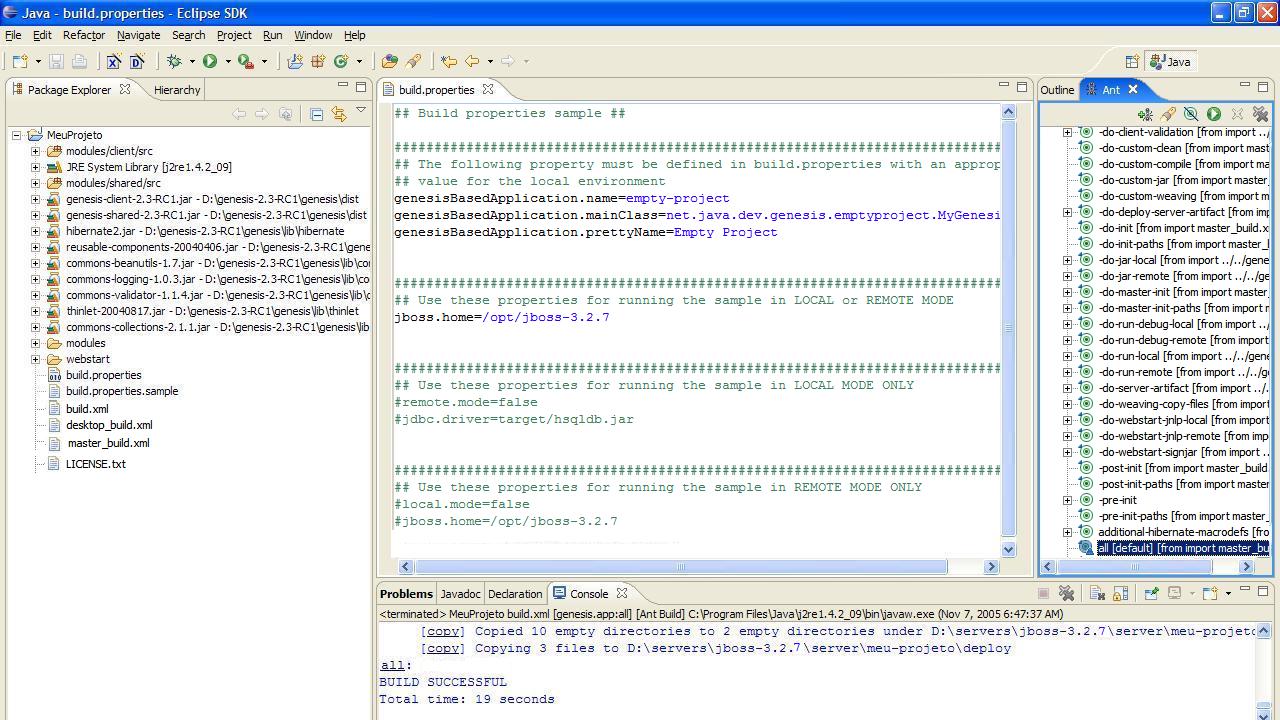 Java - build.properties - Eclipse SDK
File Edit Refactor Navigate Search Project Run Window Help
Java
Package Explorer Hierarchy
MeuProjeto
modules/client/src
JRE System Library [j2re1.4.2_09]
modules/shared/src
genesis-client-2.3-RC1.jar - D:\genesis-2.3-RC1\genesis\dist
genesis-shared-2.3-RC1.jar - D:\genesis-2.3-RC1\genesis\dist
hibernate2.jar - D:\genesis-2.3-RC1\genesis\lib\hibernate
reusable-components-20040406.jar - D:\genesis-2.3-RC1\gene
commons-beanutils-1.7.jar - D:\genesis-2.3-RC1\genesis\lib\con
commons-logging-1.0.3.jar - D:\genesis-2.3-RC1\genesis\lib\co
commons-validator-1.1.4.jar - D:\genesis-2.3-RC1\genesis\lib\c
thinlet-20040817.jar - D:\genesis-2.3-RC1\genesis\lib\thinlet
commons-collections-2.1.1.jar - D:\genesis-2.3-RC1\genesis\lib
modules
webstart
build.properties
build.properties.sample
build.xml
desktop_build.xml
master_build.xml
LICENSE.txt
build.properties
## Build properties sample ##
###########################################################################
## The following property must be defined in build.properties with an approp
## value for the local environment
genesisBasedApplication.name=empty-project
genesisBasedApplication.mainClass=net.java.dev.genesis.emptyproject.MyGenesi
genesisBasedApplication.prettyName=Empty Project
###########################################################################
## Use these properties for running the sample in LOCAL or REMOTE MODE
jboss.home=/opt/jboss-3.2.7
###########################################################################
## Use these properties for running the sample in LOCAL MODE ONLY
#remote.mode=false
#jdbc.driver=target/hsqldb.jar
###########################################################################
## Use these properties for running the sample in REMOTE MODE ONLY
#local.mode=false
#jboss.home=/opt/jboss-3.2.7
Outline Ant
-do-client-validation [from import ../
-do-custom-clean [from import mast
-do-custom-compile [from import ../
-do-custom-jar [from import master_
-do-custom-weaving [from import ../
-do-deploy-server-artifact [from imp
-do-init [from import master_build.x
-do-init-paths [from import master_b
-do-jar-local [from import ../../gene
-do-jar-remote [from import ../../ge
-do-master-init [from import master_
-do-master-init-paths [from import
-do-run-debug-local [from import ../
-do-run-debug-remote [from import
-do-run-local [from import ../../gene
-do-run-remote [from import ../../ge
-do-server-artifact [from import ../.
-do-weaving-copy-files [from import
-do-webstart-jnlp-local [from import
-do-webstart-jnlp-remote [from imp
-do-webstart-signjar [from import ..
-post-init [from import master_build
-post-init-paths [from import master
-pre-init
-pre-init-paths [from import master_
additional-hibernate-macrodefs [fro
all [default] [from import master_bu
Problems Javadoc Declaration Console
<terminated> MeuProjeto build.xml [genesis.app:all] [Ant Build] C:\Program Files\Java\j2re1.4.2_09\bin\javaw.exe (Nov 7, 2005 6:47:37 AM)
[copy] Copied 10 empty directories to 2 empty directories under D:\servers\jboss-3.2.7\server\meu-projeto
[copy] Copying 3 files to D:\servers\jboss-3.2.7\server\meu-projeto\deploy
all:
BUILD SUCCESSFUL
Total time: 19 seconds